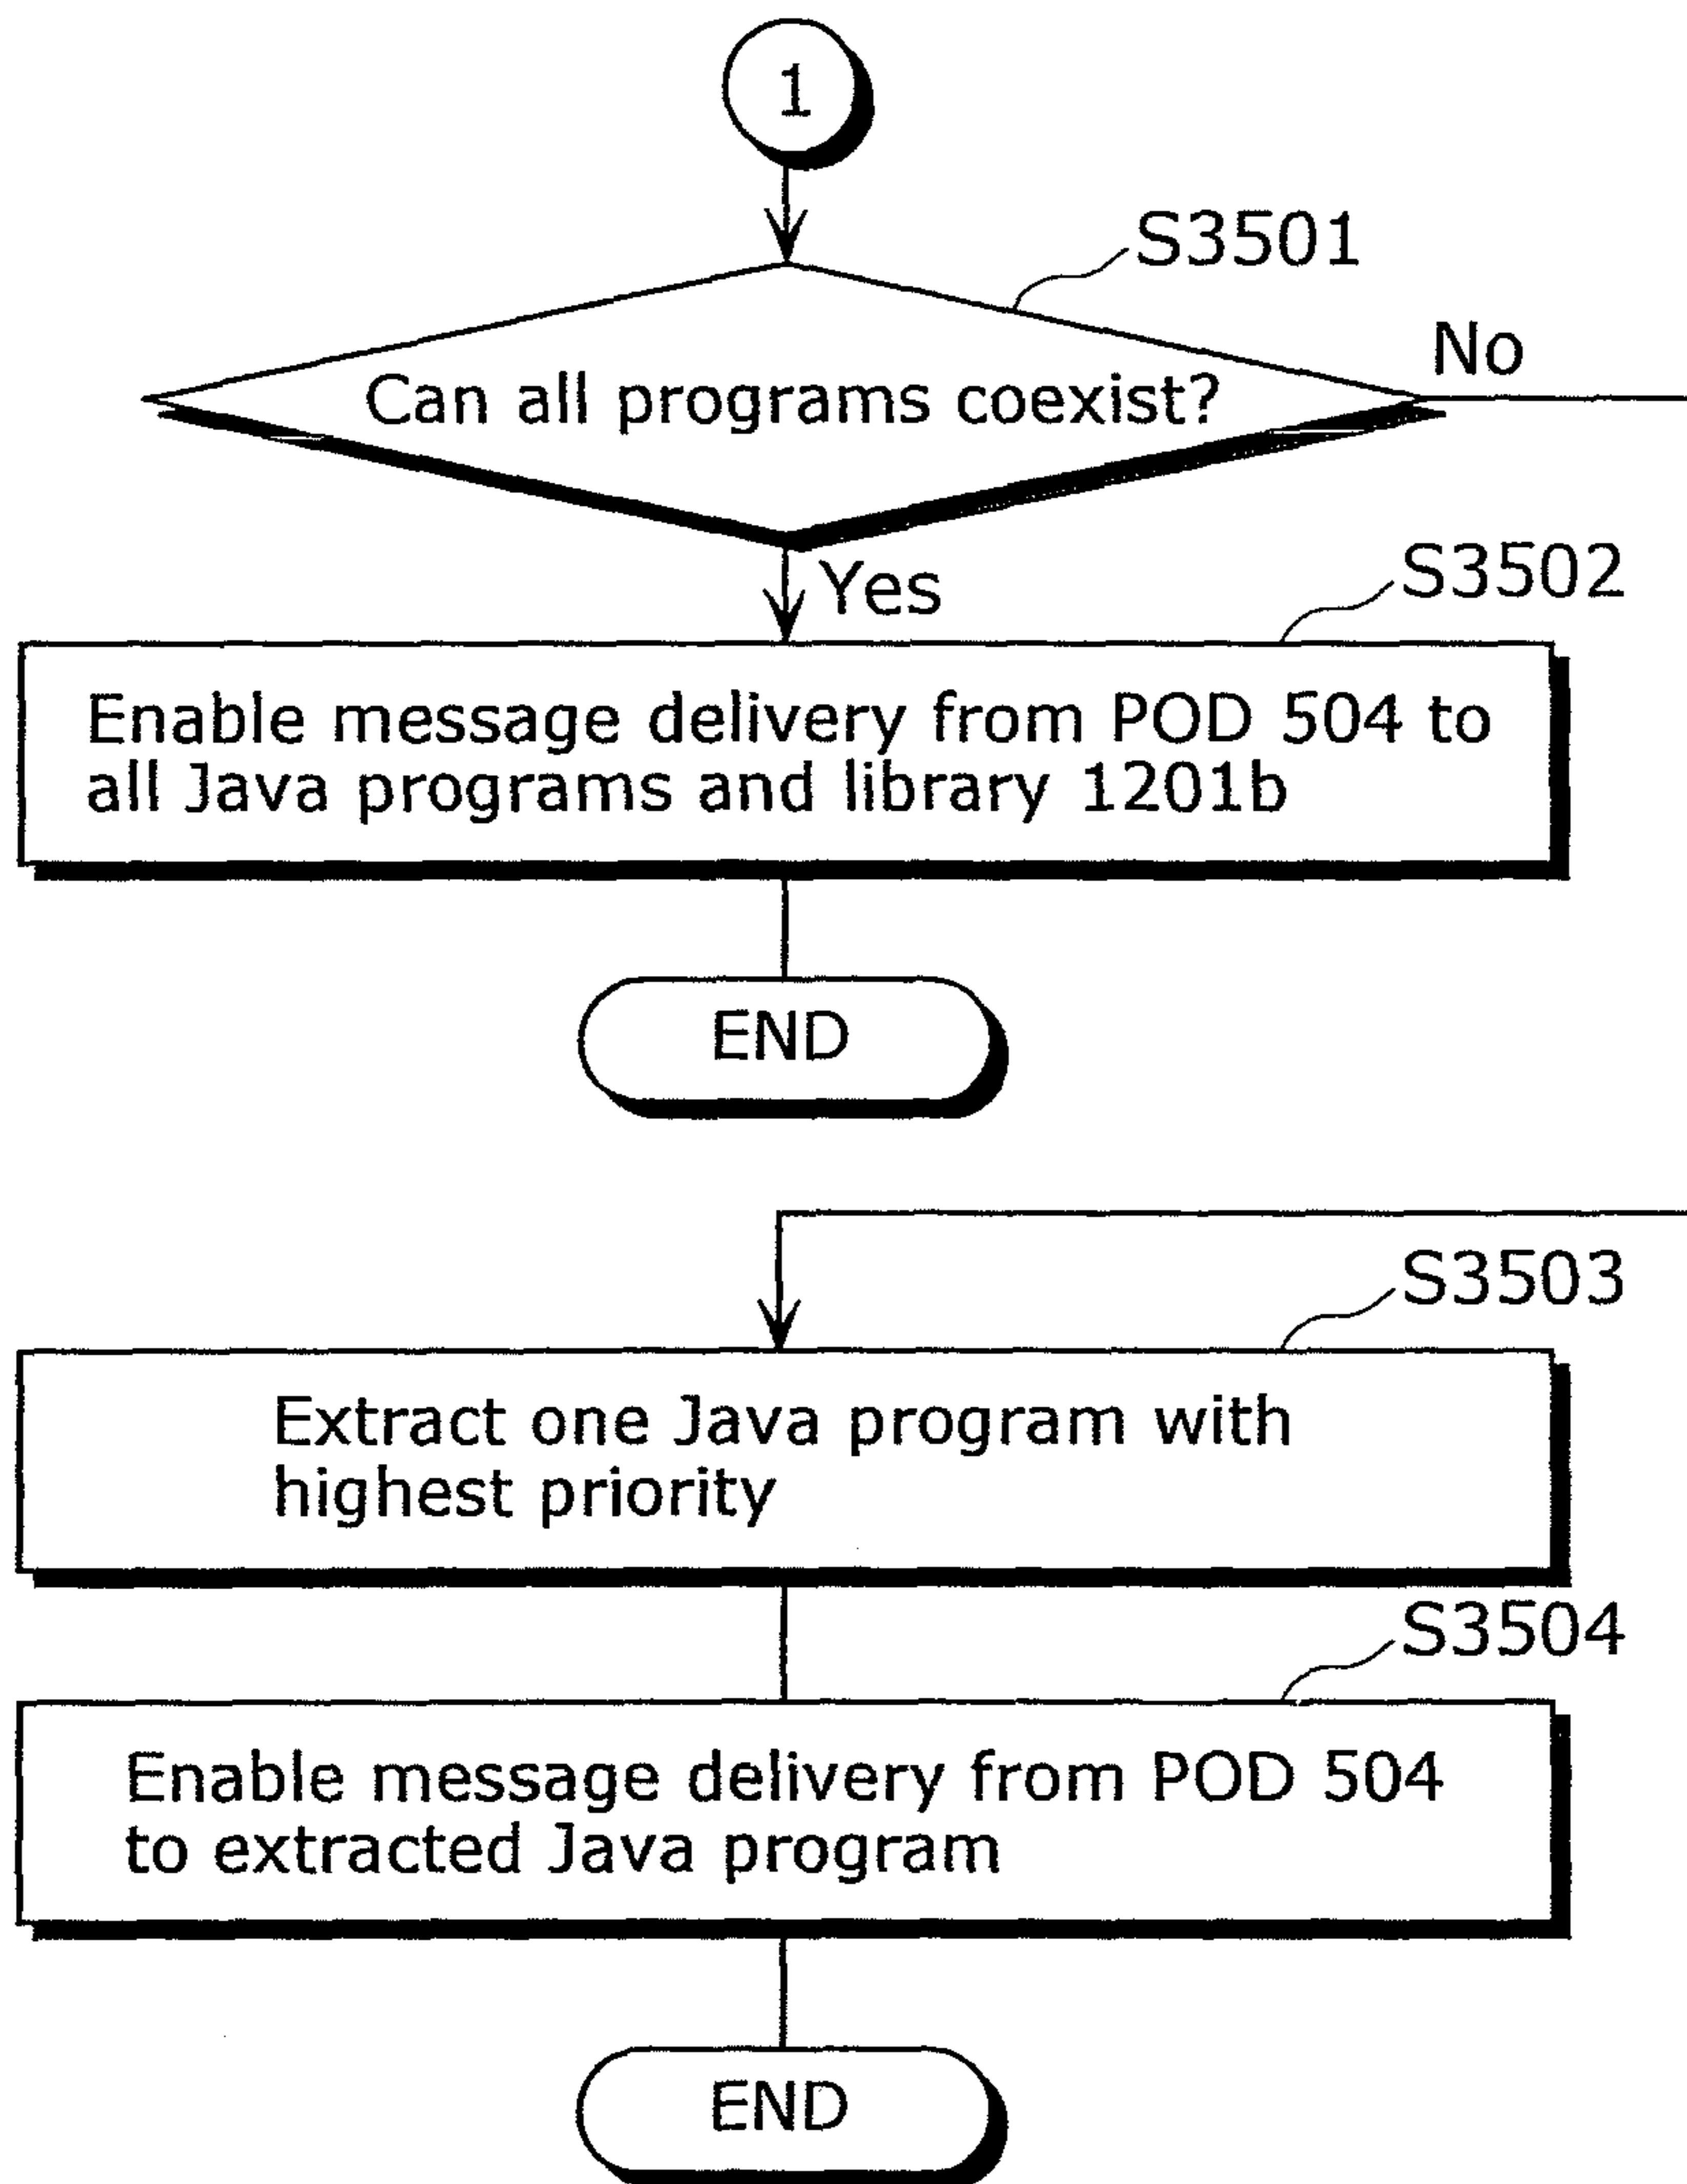 1
S3501
Can all programs coexist?
No
Yes
S3502
Enable message delivery from POD 504 to
all Java programs and library 1201b
END
S3503
Extract one Java program with
highest priority
S3504
Enable message delivery from POD 504
to extracted Java program
END